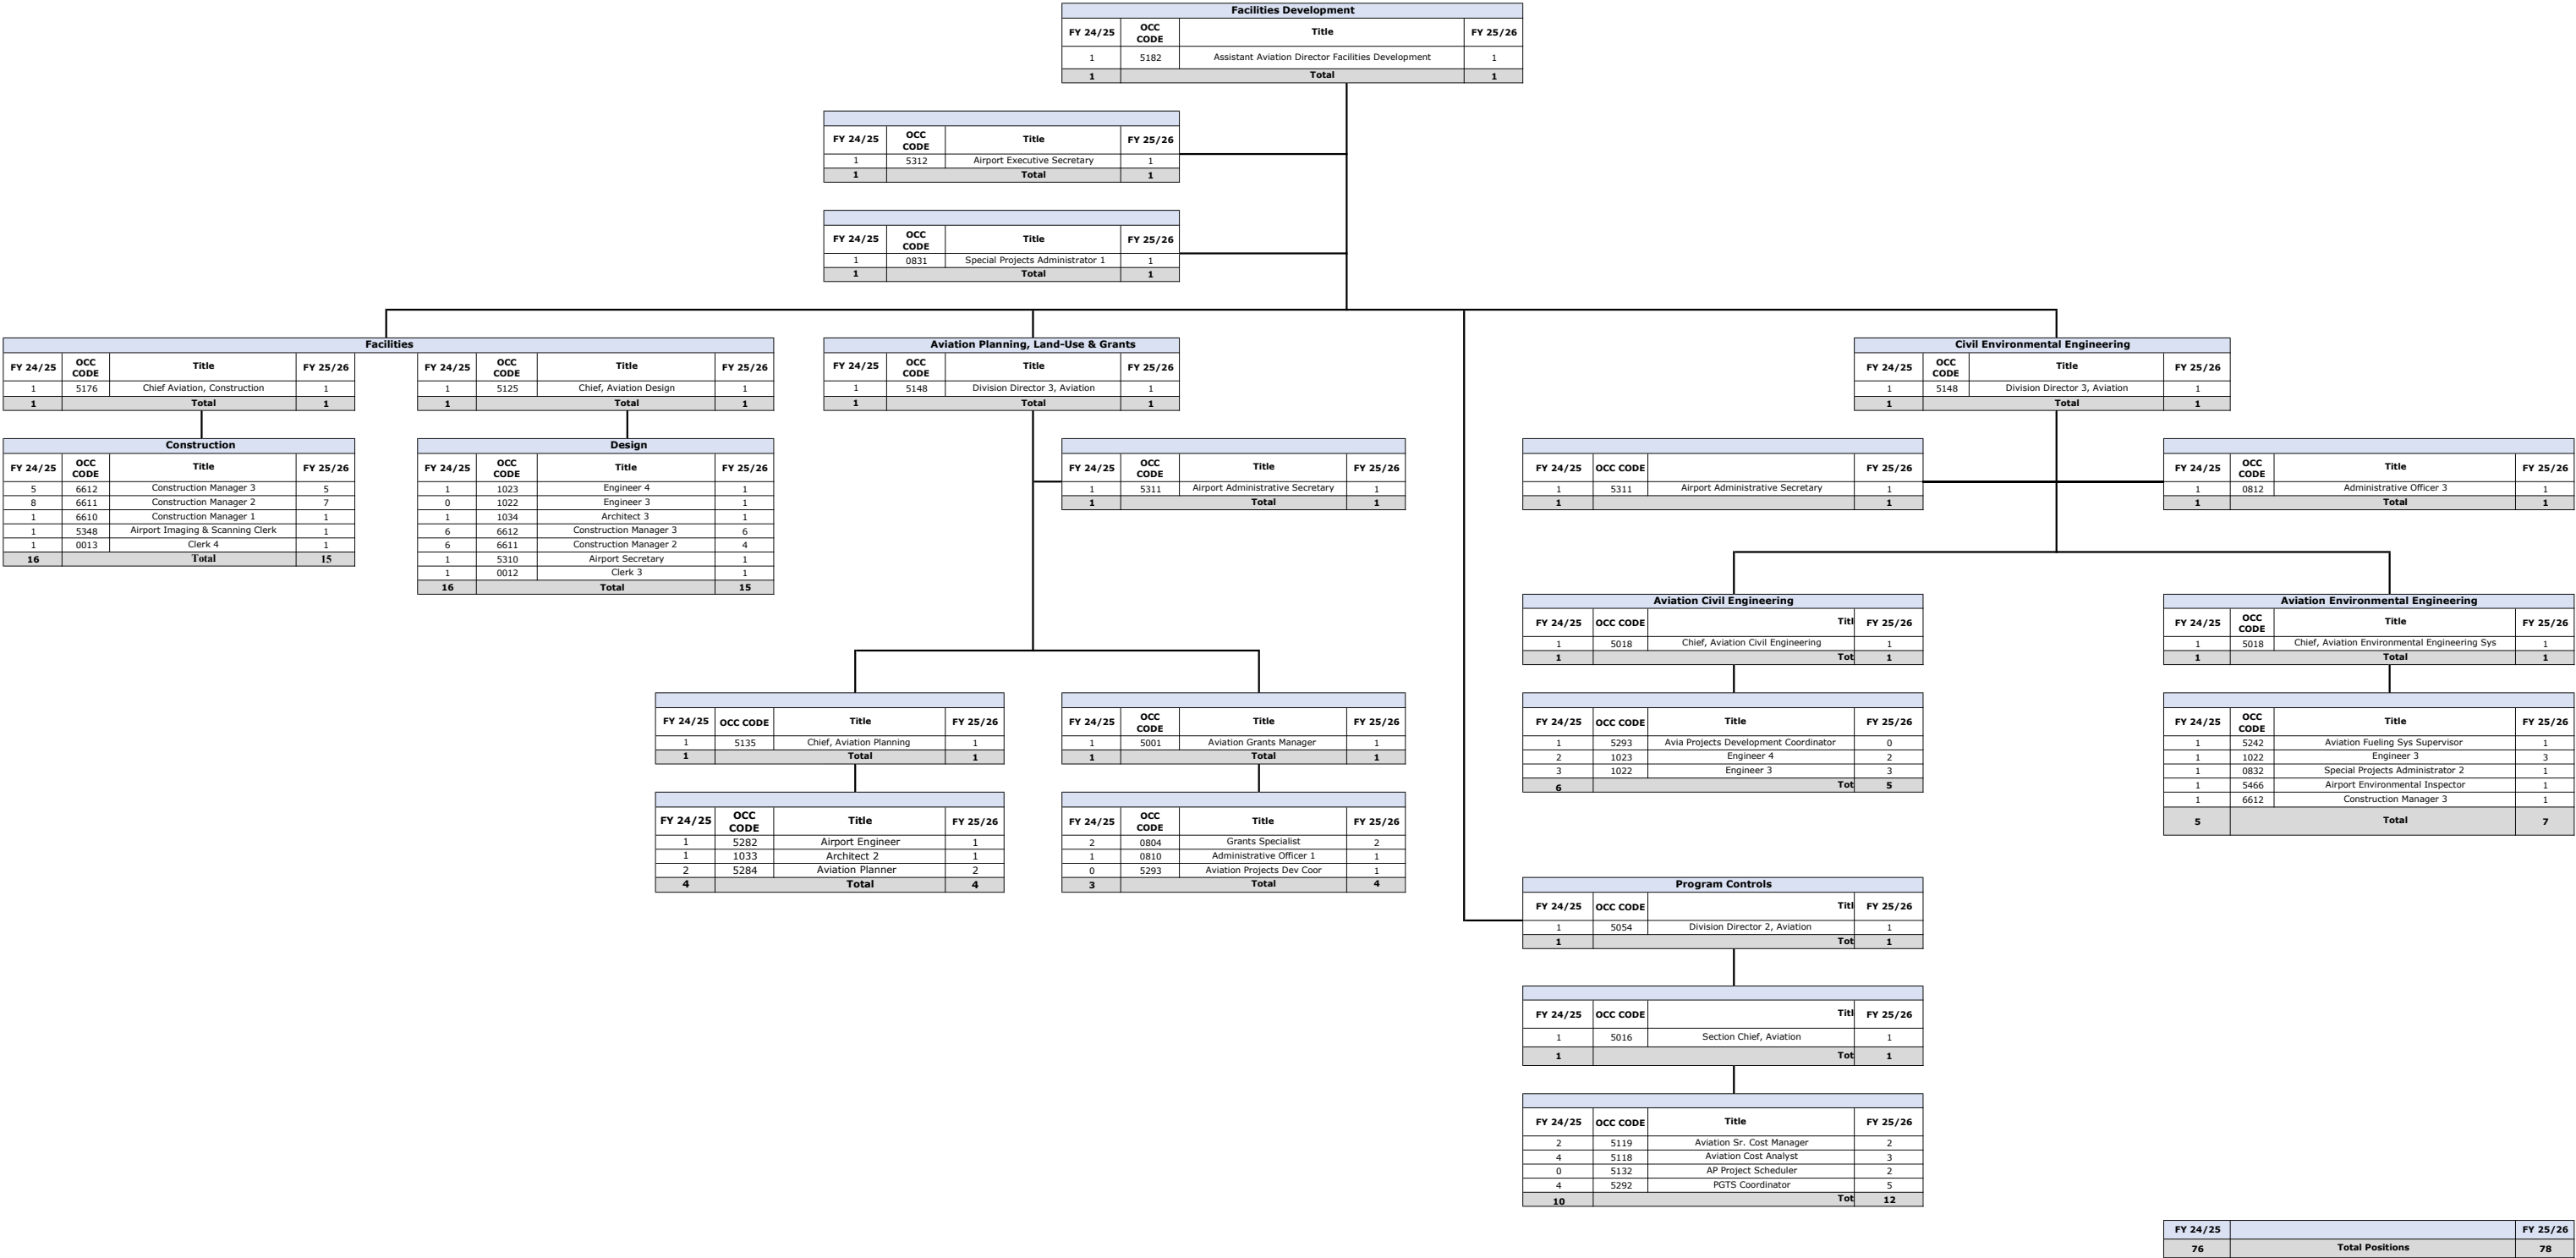 Facilities Development
FY 24/25 OCC CODE Title FY 25/26
1 5182 Assistant Aviation Director Facilities Development 1
1 Total 1
FY 24/25 OCC CODE Title FY 25/26
1 5312 Airport Executive Secretary 1
1 Total 1
FY 24/25 OCC CODE Title FY 25/26
1 0831 Special Projects Administrator 1 1
1 Total 1
Facilities
FY 24/25 OCC CODE Title FY 25/26
1 5176 Chief Aviation, Construction 1
1 Total 1
FY 24/25 OCC CODE Title FY 25/26
1 5125 Chief, Aviation Design 1
1 Total 1
Construction
FY 24/25 OCC CODE Title FY 25/26
5 6612 Construction Manager 3 5
8 6611 Construction Manager 2 7
1 6610 Construction Manager 1 1
1 5348 Airport Imaging & Scanning Clerk 1
1 0013 Clerk 4 1
16 Total 15
Design
FY 24/25 OCC CODE Title FY 25/26
1 1023 Engineer 4 1
0 1022 Engineer 3 1
1 1034 Architect 3 1
6 6612 Construction Manager 3 6
6 6611 Construction Manager 2 4
1 5310 Airport Secretary 1
1 0012 Clerk 3 1
16 Total 15
Aviation Planning, Land-Use & Grants
FY 24/25 OCC CODE Title FY 25/26
1 5148 Division Director 3, Aviation 1
1 Total 1
FY 24/25 OCC CODE Title FY 25/26
1 5311 Airport Administrative Secretary 1
1 Total 1
FY 24/25 OCC CODE Title FY 25/26
1 5135 Chief, Aviation Planning 1
1 Total 1
FY 24/25 OCC CODE Title FY 25/26
1 5282 Airport Engineer 1
1 1033 Architect 2 1
2 5284 Aviation Planner 2
4 Total 4
FY 24/25 OCC CODE Title FY 25/26
1 5001 Aviation Grants Manager 1
1 Total 1
FY 24/25 OCC CODE Title FY 25/26
2 0804 Grants Specialist 2
1 0810 Administrative Officer 1 1
0 5293 Aviation Projects Dev Coor 1
3 Total 4
Civil Environmental Engineering
FY 24/25 OCC CODE Title FY 25/26
1 5148 Division Director 3, Aviation 1
1 Total 1
FY 24/25 OCC CODE FY 25/26
1 5311 Airport Administrative Secretary 1
1 Total 1
FY 24/25 OCC CODE Title FY 25/26
1 0812 Administrative Officer 3 1
1 Total 1
Aviation Civil Engineering
FY 24/25 OCC CODE Titl FY 25/26
1 5018 Chief, Aviation Civil Engineering 1
1 Tot 1
FY 24/25 OCC CODE Title FY 25/26
1 5293 Avia Projects Development Coordinator 0
2 1023 Engineer 4 2
3 1022 Engineer 3 3
6 Tot 5
Aviation Environmental Engineering
FY 24/25 OCC CODE Title FY 25/26
1 5018 Chief, Aviation Environmental Engineering Sys 1
1 Total 1
FY 24/25 OCC CODE Title FY 25/26
1 5242 Aviation Fueling Sys Supervisor 1
1 1022 Engineer 3 3
1 0832 Special Projects Administrator 2 1
1 5466 Airport Environmental Inspector 1
1 6612 Construction Manager 3 1
5 Total 7
Program Controls
FY 24/25 OCC CODE Titl FY 25/26
1 5054 Division Director 2, Aviation 1
1 Tot 1
FY 24/25 OCC CODE Titl FY 25/26
1 5016 Section Chief, Aviation 1
1 Tot 1
FY 24/25 OCC CODE Title FY 25/26
2 5119 Aviation Sr. Cost Manager 2
4 5118 Aviation Cost Analyst 3
0 5132 AP Project Scheduler 2
4 5292 PGTS Coordinator 5
10 Tot 12
FY 24/25 FY 25/26
76 Total Positions 78